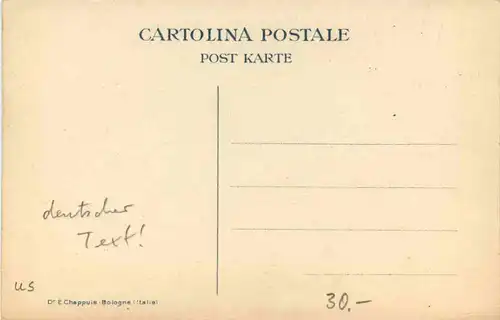 CARTOLINA POSTALE
POST KARTE
deutscher
Text!
us
Dr. E. Chappuis - Bologne (Italie)
30.-